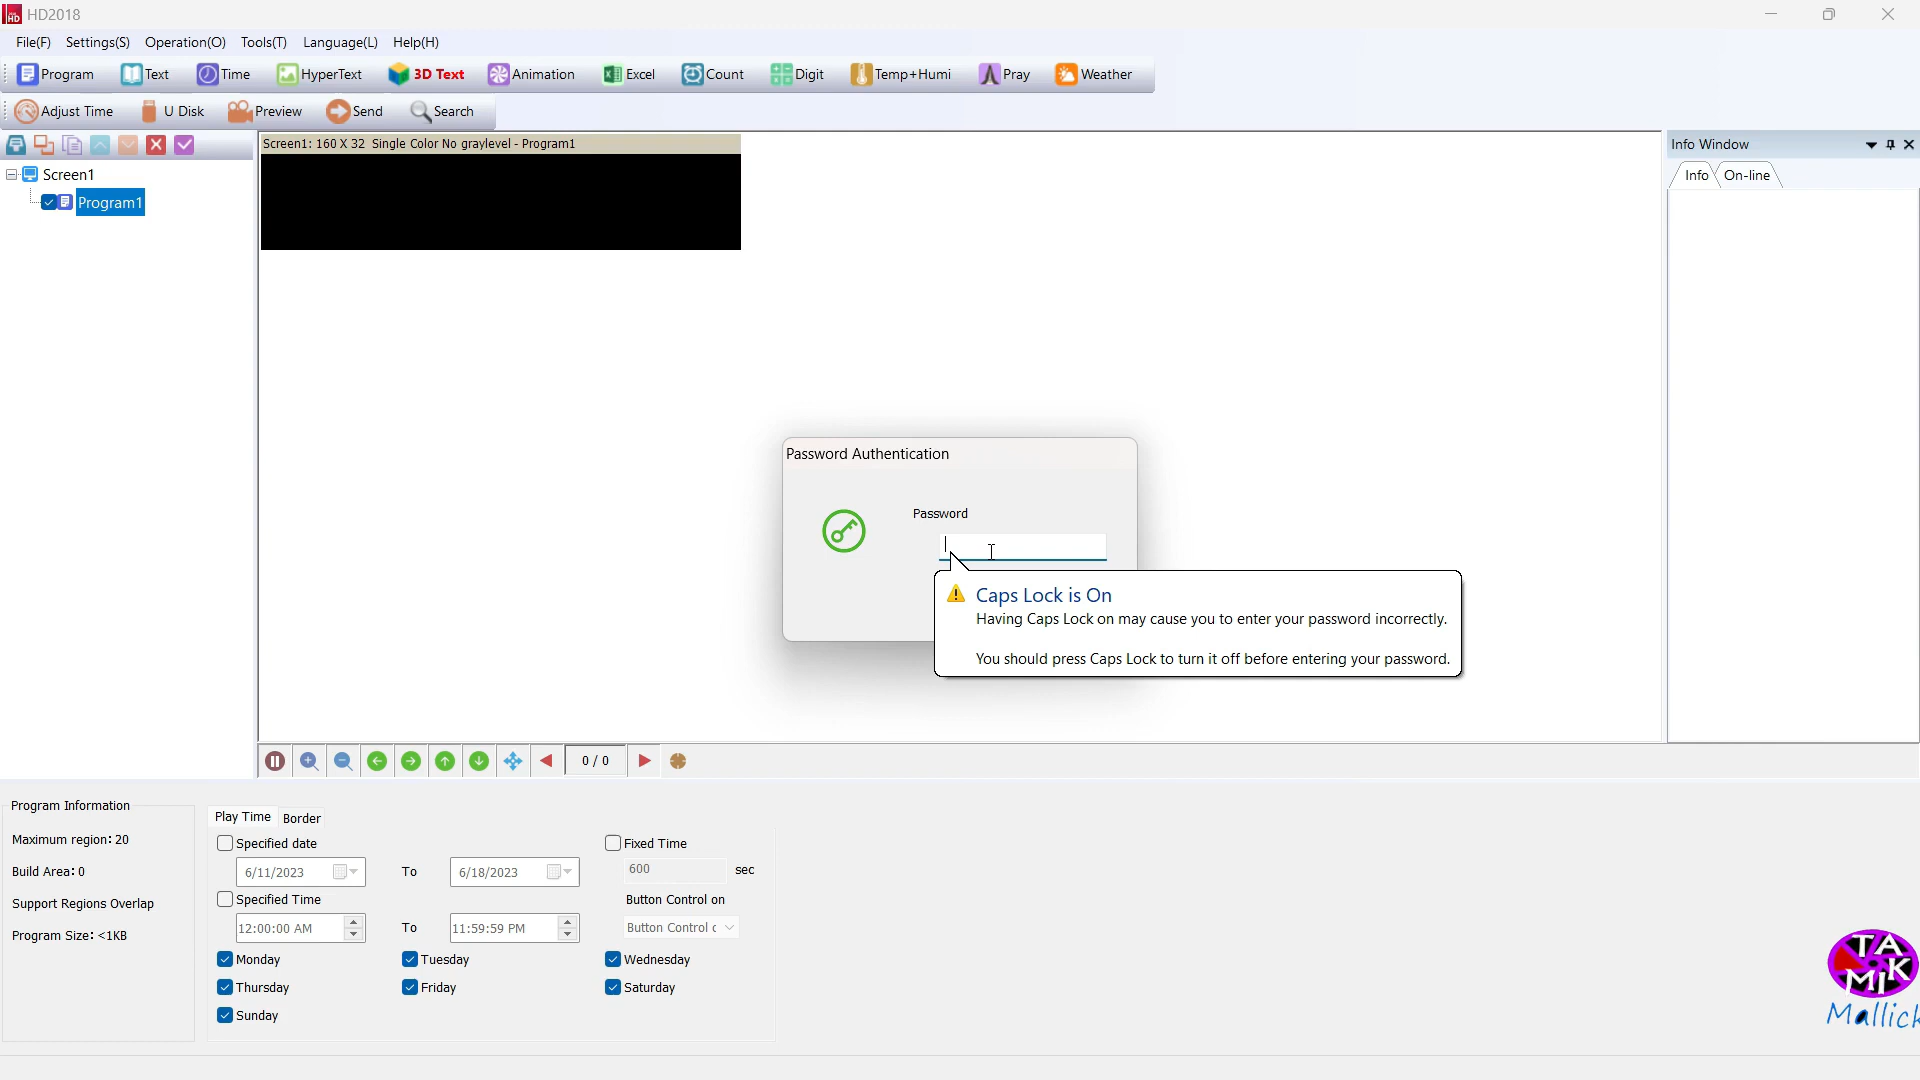 HD2018
File(F) Settings(S) Operation(O) Tools(T) Language(L) Help(H)
Program Text Time HyperText 3D Text Animation Excel Count Digit Temp+Humi Pray Weather
Adjust Time U Disk Preview Send Search
Screen1
Program1
Screen1: 160 X 32 Single Color No graylevel - Program1
Info Window
Info On-line
Password Authentication
Password
Caps Lock is On
Having Caps Lock on may cause you to enter your password incorrectly.
You should press Caps Lock to turn it off before entering your password.
0 / 0
Program Information
Maximum region: 20
Build Area: 0
Support Regions Overlap
Program Size: <1KB
Play Time Border
Specified date
6/11/2023 To 6/18/2023
Specified Time
12:00:00 AM To 11:59:59 PM
Fixed Time
600 sec
Button Control on
Button Control c
Monday Tuesday Wednesday
Thursday Friday Saturday
Sunday
TAMIK
Mallick